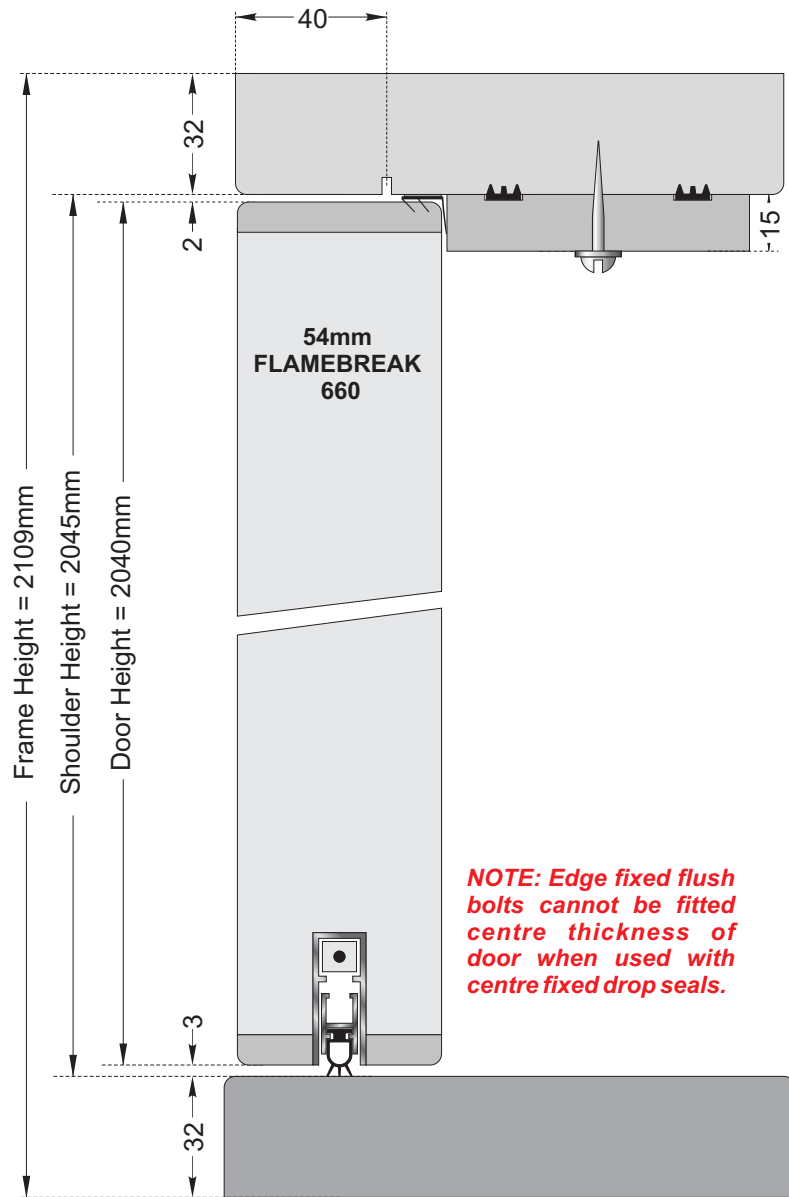 40
32
2
15
54mm
FLAMEBREAK
660
Frame Height = 2109mm
Shoulder Height = 2045mm
Door Height = 2040mm
NOTE: Edge fixed flush
bolts cannot be fitted
centre thickness of
door when used with
centre fixed drop seals.
3
32